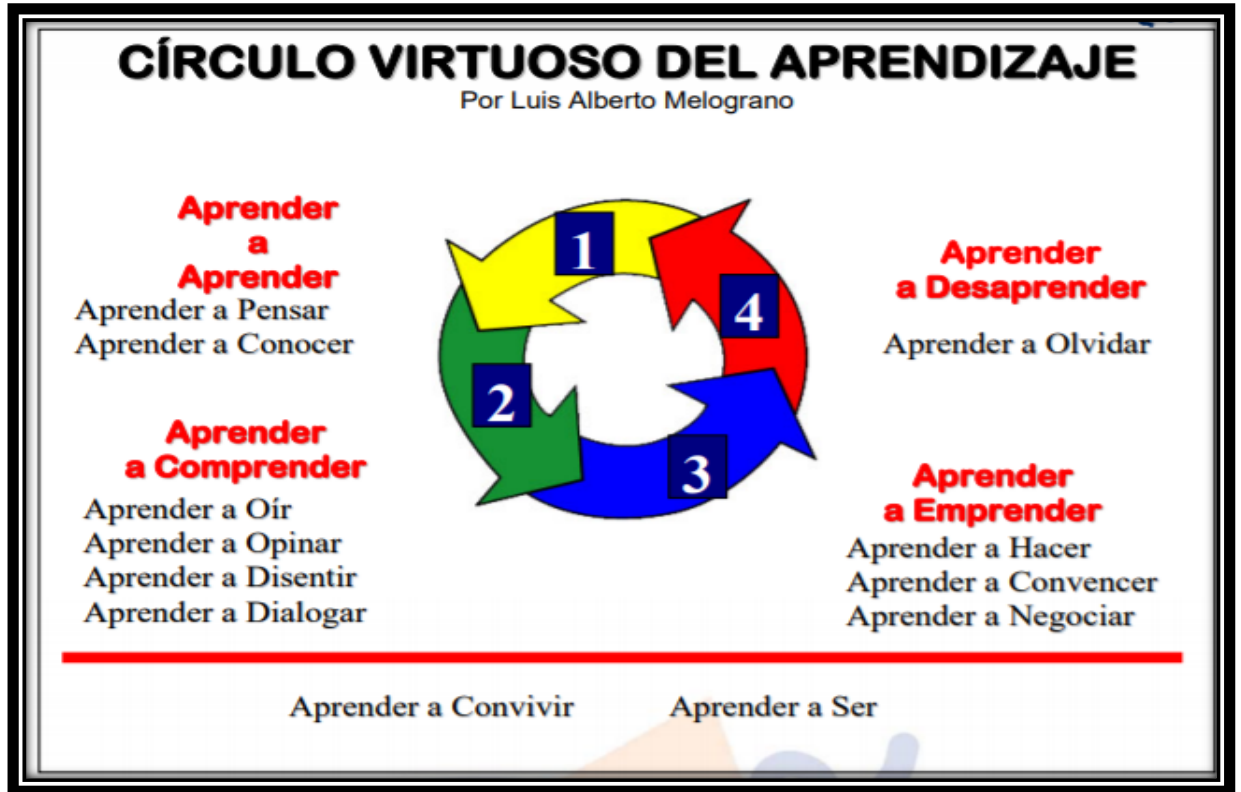 CÍRCULO VIRTUOSO DEL APRENDIZAJE
Por Luis Alberto Melograno
Aprender
a
Aprender
Aprender a Pensar
Aprender a Conocer
Aprender
a Comprender
Aprender a Oír
Aprender a Opinar
Aprender a Disentir
Aprender a Dialogar
1
2
3
4
Aprender
a Desaprender
Aprender a Olvidar
Aprender
a Emprender
Aprender a Hacer
Aprender a Convencer
Aprender a Negociar
Aprender a Convivir
Aprender a Ser